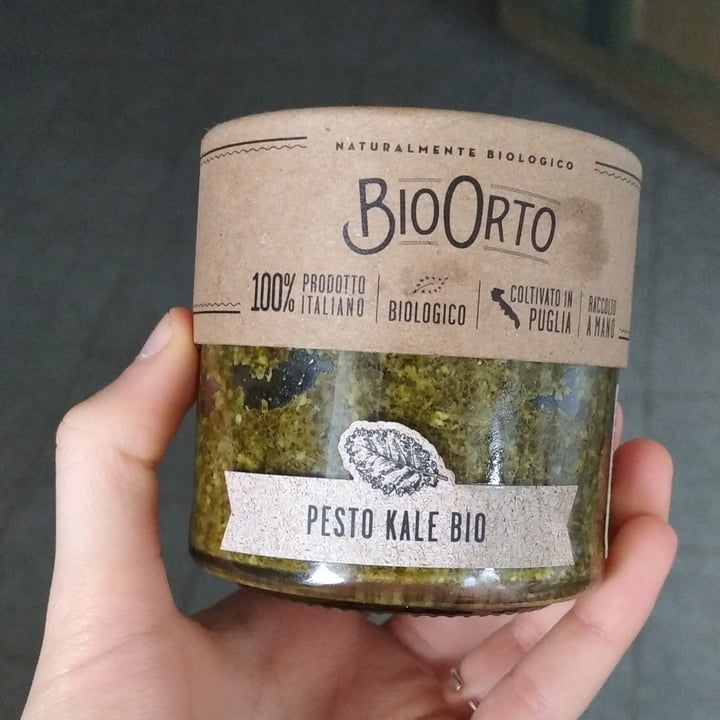 NATURALMENTE BIOLOGICO
BIOORTO
100% PRODOTTO ITALIANO
BIOLOGICO
COLTIVATO IN PUGLIA
RACCOLTO A MANO
PESTO KALE BIO